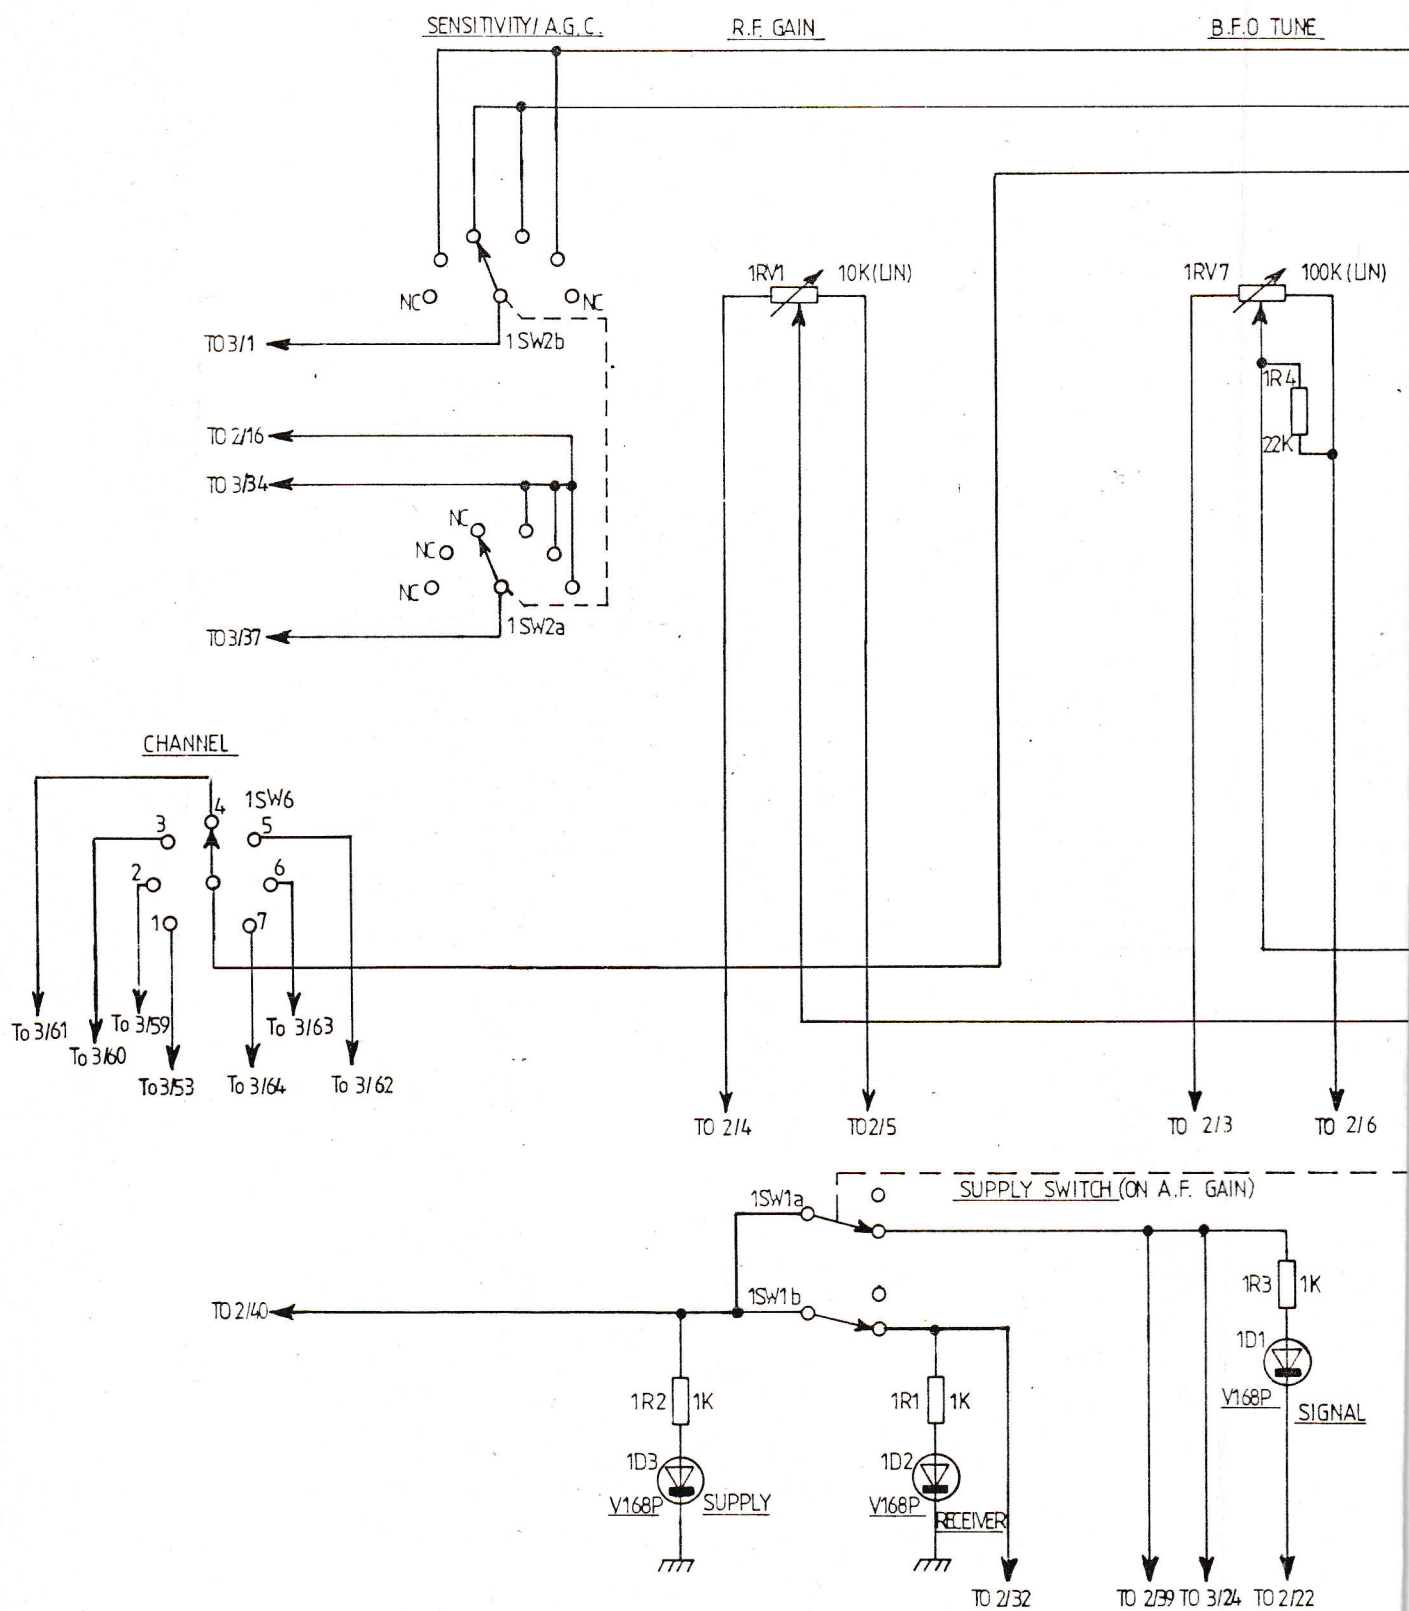 SENSITIVITY/ A.G.C.
R.F. GAIN
B.F.O TUNE
1RV1
10K(LIN)
1RV7
100K(LIN)
NC
NC
TO 3/1
1SW2b
1R4
22K
TO 2/16
TO 3/34
NC
NC
NC
1SW2a
TO 3/37
CHANNEL
1SW6
4
3
5
2
6
1
7
To 3/61
To 3/60
To 3/59
To 3/53
To 3/64
To 3/63
To 3/62
TO 2/4
TO 2/5
TO 2/3
TO 2/6
SUPPLY SWITCH (ON A.F. GAIN)
1SW1a
1SW1b
TO 2/40
1R3
1K
1D1
V168P
SIGNAL
1R2
1K
1R1
1K
1D3
V168P
SUPPLY
1D2
V168P
RECEIVER
TO 2/32
TO 2/39
TO 3/24
TO 2/22